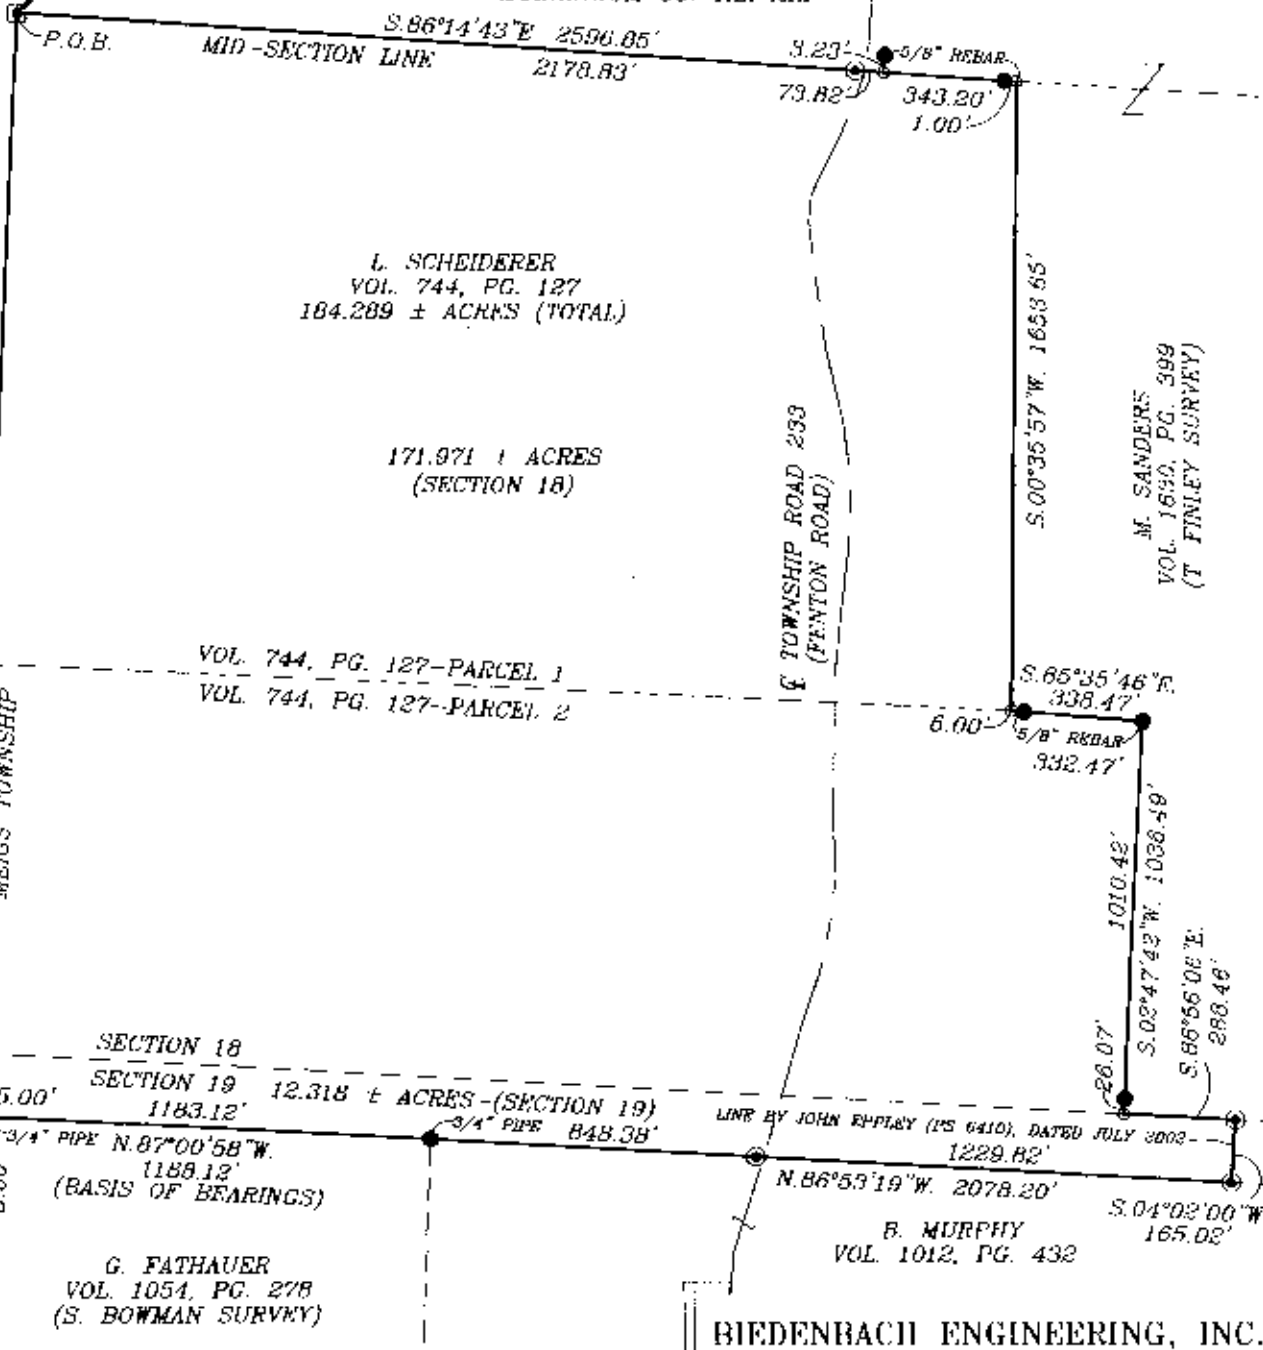 P.O.B.
S.86°14'43"E 2596.85'
MID-SECTION LINE
2178.83'
3.23'
5/8" REBAR
73.82'
343.20'
1.00'
L. SCHEIDERER
VOL. 744, PG. 127
184.289 ± ACRES (TOTAL)
171.971 ± ACRES
(SECTION 18)
℄ TOWNSHIP ROAD 233
(FENTON ROAD)
S.00°35'57"W. 1653.65'
M. SANDERS
VOL. 1630, PG. 399
(T FINLEY SURVEY)
VOL. 744, PG. 127-PARCEL 1
VOL. 744, PG. 127-PARCEL 2
MEIGS TOWNSHIP
S.85°35'46"E.
338.47'
6.00'
5/8" REBAR
332.47'
1010.42'
S.02°47'42"W. 1036.49'
26.07'
S.86°56'08"E.
288.46'
SECTION 18
SECTION 19
12.318 ± ACRES-(SECTION 19)
5.00'
1183.12'
3/4" PIPE
N.87°00'58"W.
1188.12'
(BASIS OF BEARINGS)
3/4" PIPE
848.38'
LINE BY JOHN EPPLEY (PS 6410), DATED JULY 2002
1229.82'
N.86°53'19"W. 2078.20'
S.04°02'00"W
165.02'
B. MURPHY
VOL. 1012, PG. 432
G. FATHAUER
VOL. 1054, PG. 278
(S. BOWMAN SURVEY)
BIEDENBACH ENGINEERING, INC.